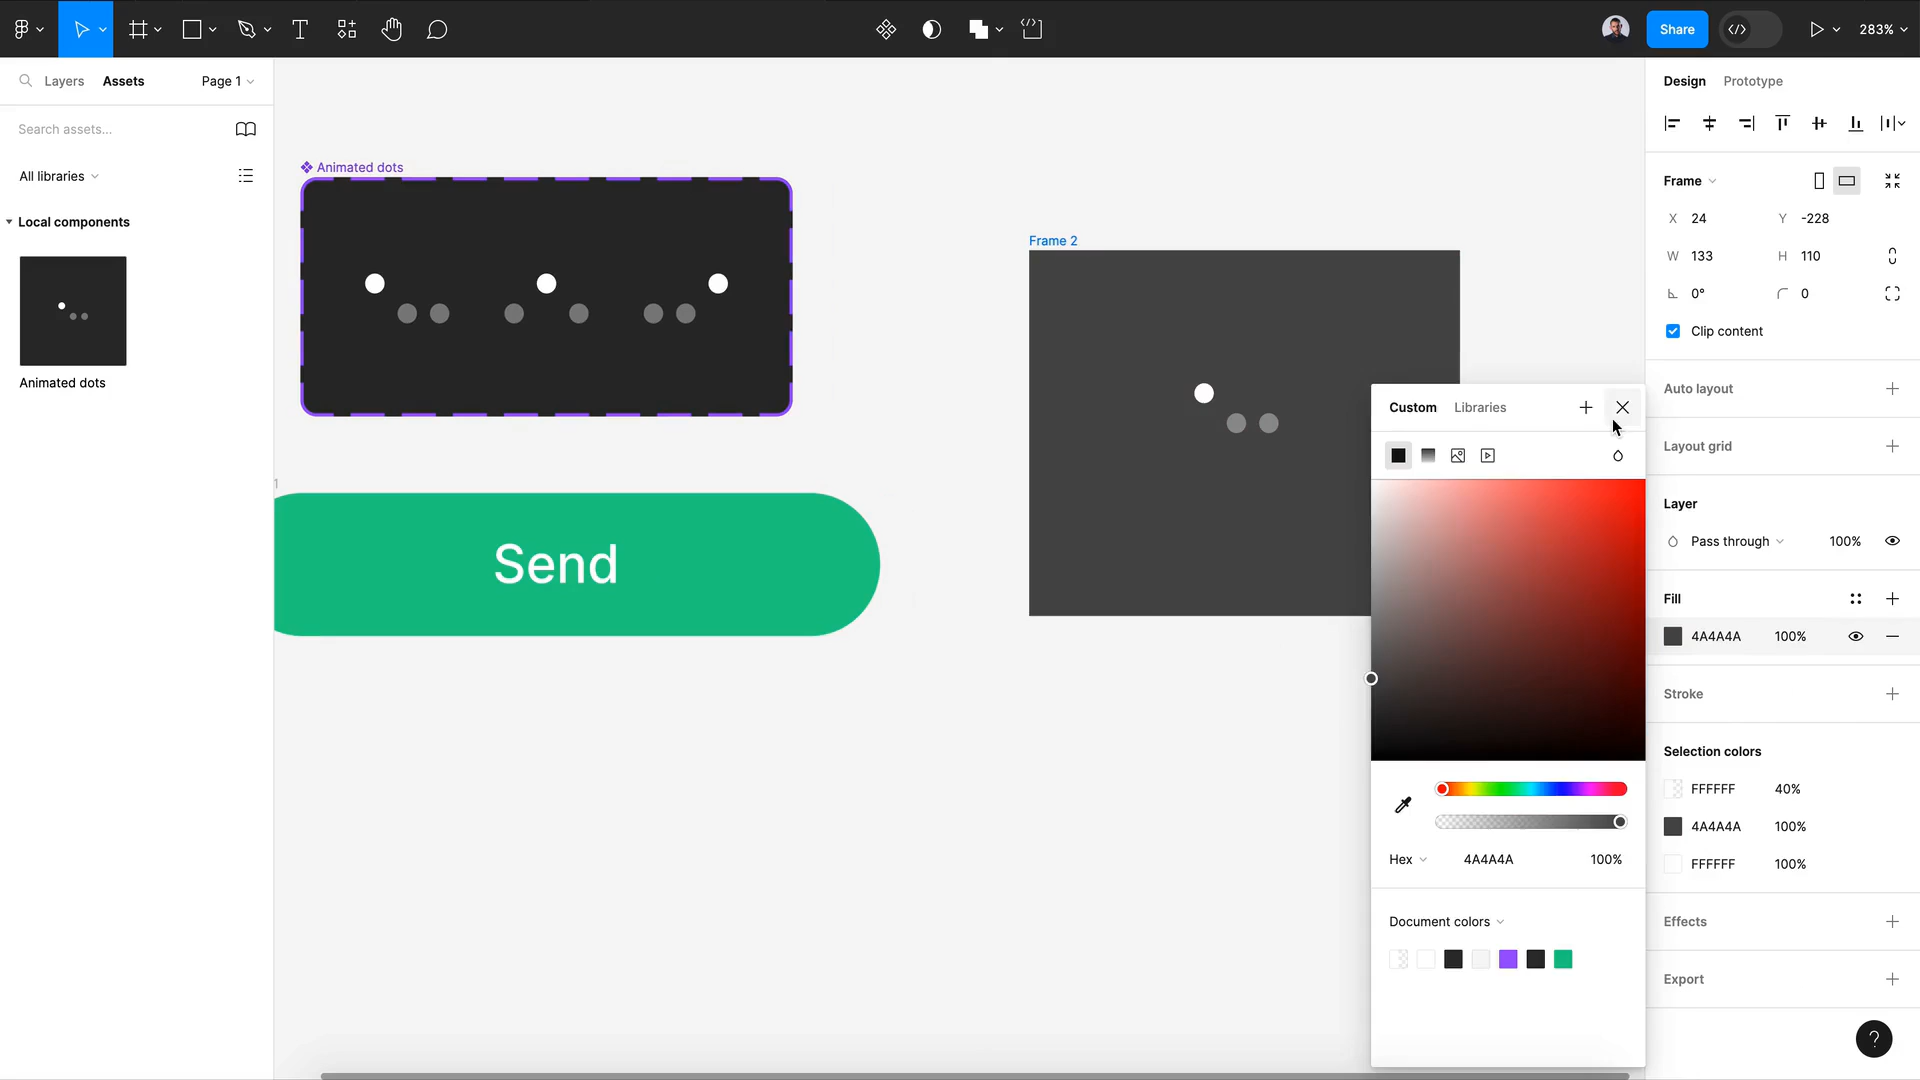 Share
283%
Layers
Assets
Page 1
Search assets...
All libraries
Local components
Animated dots
Animated dots
1
Send
Frame 2
Custom
Libraries
Hex
4A4A4A
100%
Document colors
Design
Prototype
Frame
X
24
Y
-228
W
133
H
110
0°
0
Clip content
Auto layout
Layout grid
Layer
Pass through
100%
Fill
4A4A4A
100%
Stroke
Selection colors
FFFFFF
40%
4A4A4A
100%
FFFFFF
100%
Effects
Export
?